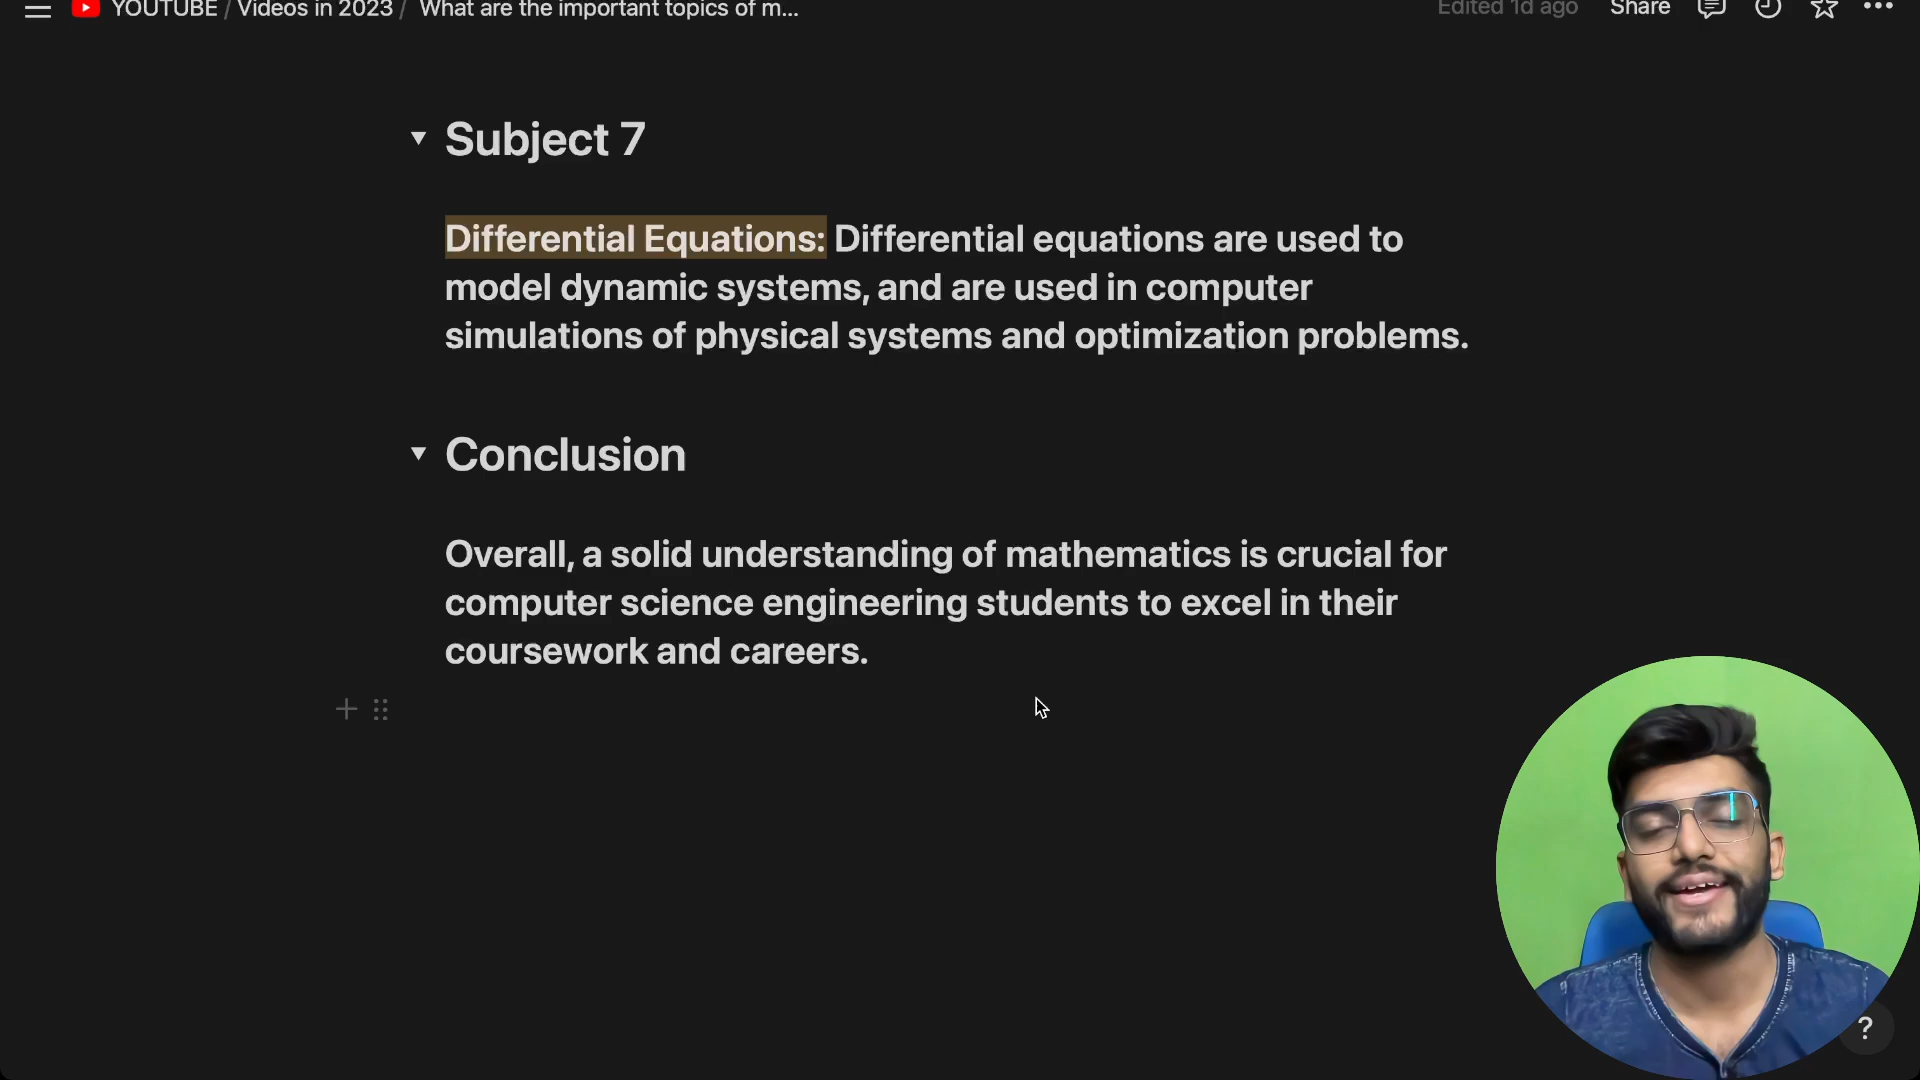 YOUTUBE / Videos in 2023 / What are the important topics of m... Edited 1d ago Share
Subject 7
Differential Equations: Differential equations are used to
model dynamic systems, and are used in computer
simulations of physical systems and optimization problems.
Conclusion
Overall, a solid understanding of mathematics is crucial for
computer science engineering students to excel in their
coursework and careers.
?